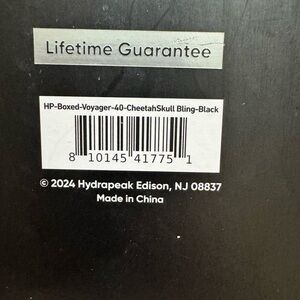 Lifetime Guarantee
HP-Boxed-Voyager-40-CheetahSkull Bling-Black
8 10145 41775 1
© 2024 Hydrapeak Edison, NJ 08837
Made in China